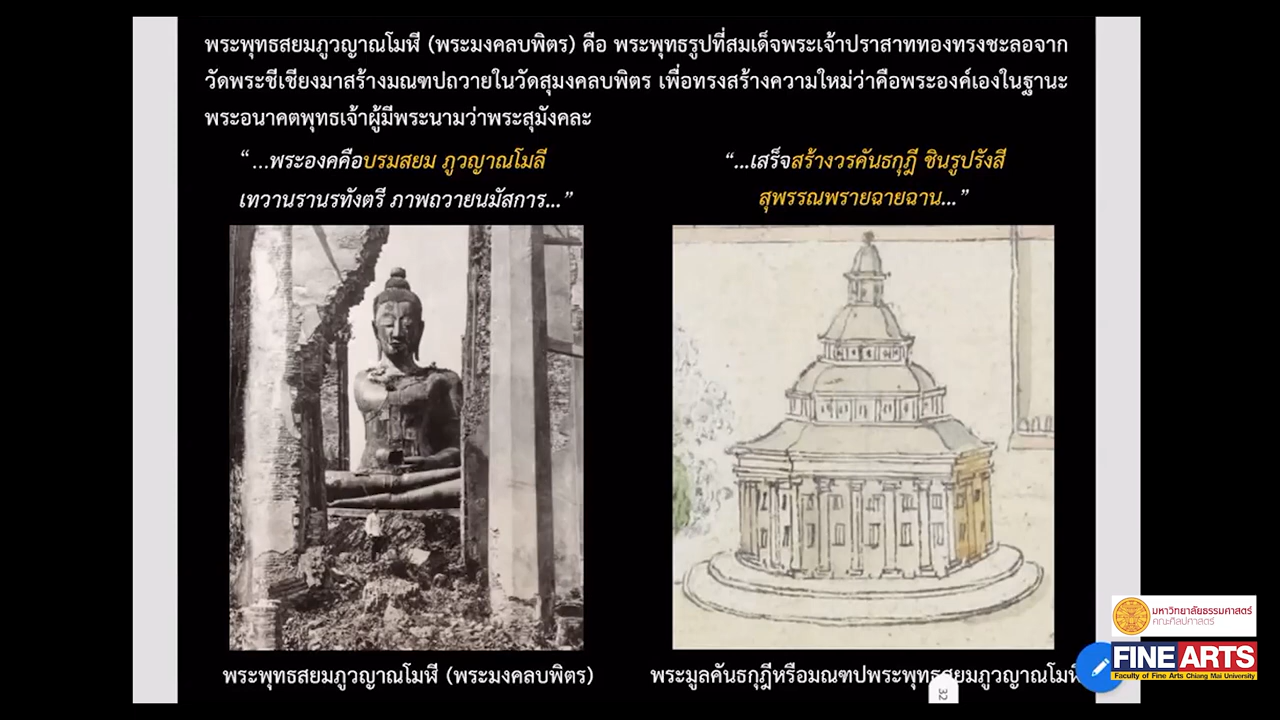 พระพุทธสยมภูวญาณโมฬี (พระมงคลบพิตร) คือ พระพุทธรูปที่สมเด็จพระเจ้าปราสาททองทรงชะลอจาก
วัดพระชีเชียงมาสร้างมณฑปถวายในวัดสุมงคลบพิตร เพื่อทรงสร้างความใหม่ว่าคือพระองค์เองในฐานะ
พระอนาคตพุทธเจ้าผู้มีพระนามว่าพระสุมังคละ
“...พระองคคือบรมสยม ภูวญาณโมลี
เทวานรานรทังตรี ภาพถวายนมัสการ...”
“...เสร็จสร้างวรคันธกุฎี ชินรูปรังสี
สุพรรณพรายฉายฉาน...”
พระพุทธสยมภูวญาณโมฬี (พระมงคลบพิตร)
พระมูลคันธกุฎีหรือมณฑปพระพุทธสยมภูวญาณโมฬี
32
มหาวิทยาลัยธรรมศาสตร์
คณะศิลปศาสตร์
FINE ARTS
Faculty of Fine Arts Chiang Mai University